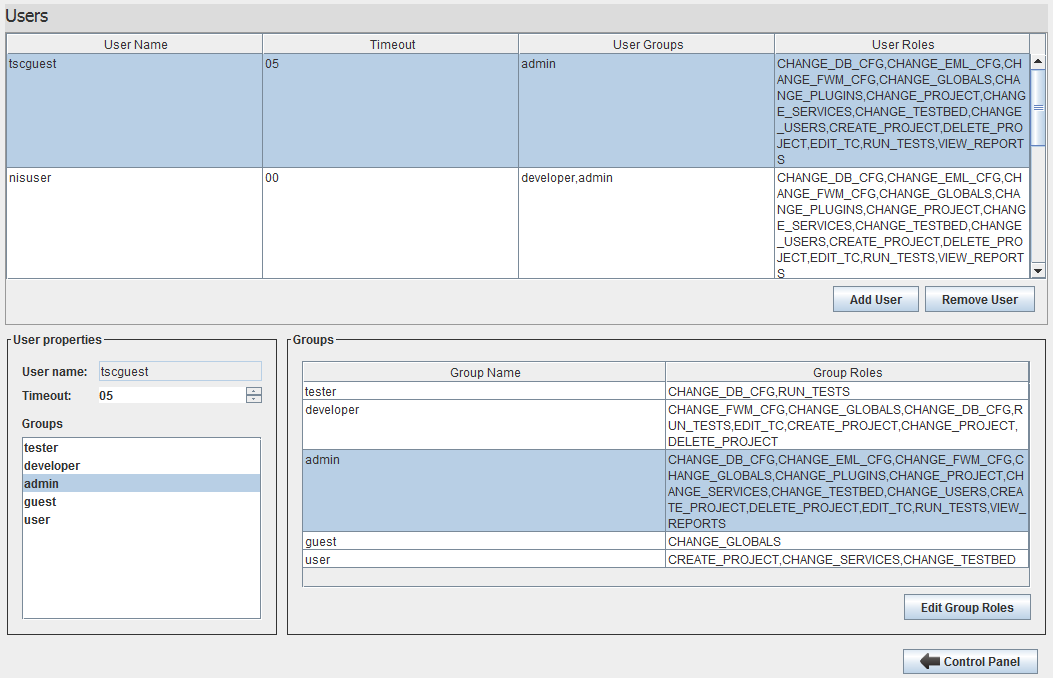 Users
User Name Timeout User Groups User Roles
tscguest 05 admin CHANGE_DB_CFG,CHANGE_EML_CFG,CH
ANGE_FWM_CFG,CHANGE_GLOBALS,CHA
NGE_PLUGINS,CHANGE_PROJECT,CHANG
E_SERVICES,CHANGE_TESTBED,CHANGE
_USERS,CREATE_PROJECT,DELETE_PRO
JECT,EDIT_TC,RUN_TESTS,VIEW_REPORT
S
nisuser 00 developer,admin CHANGE_DB_CFG,CHANGE_EML_CFG,CH
ANGE_FWM_CFG,CHANGE_GLOBALS,CHA
NGE_PLUGINS,CHANGE_PROJECT,CHANG
E_SERVICES,CHANGE_TESTBED,CHANGE
_USERS,CREATE_PROJECT,DELETE_PRO
JECT,EDIT_TC,RUN_TESTS,VIEW_REPORT
S
Add User Remove User
User properties
User name: tscguest
Timeout: 05
Groups
tester
developer
admin
guest
user
Groups
Group Name Group Roles
tester CHANGE_DB_CFG,RUN_TESTS
developer CHANGE_FWM_CFG,CHANGE_GLOBALS,CHANGE_DB_CFG,R
UN_TESTS,EDIT_TC,CREATE_PROJECT,CHANGE_PROJECT,
DELETE_PROJECT
admin CHANGE_DB_CFG,CHANGE_EML_CFG,CHANGE_FWM_CFG,C
HANGE_GLOBALS,CHANGE_PLUGINS,CHANGE_PROJECT,CH
ANGE_SERVICES,CHANGE_TESTBED,CHANGE_USERS,CREA
TE_PROJECT,DELETE_PROJECT,EDIT_TC,RUN_TESTS,VIEW_
REPORTS
guest CHANGE_GLOBALS
user CREATE_PROJECT,CHANGE_SERVICES,CHANGE_TESTBED
Edit Group Roles
Control Panel